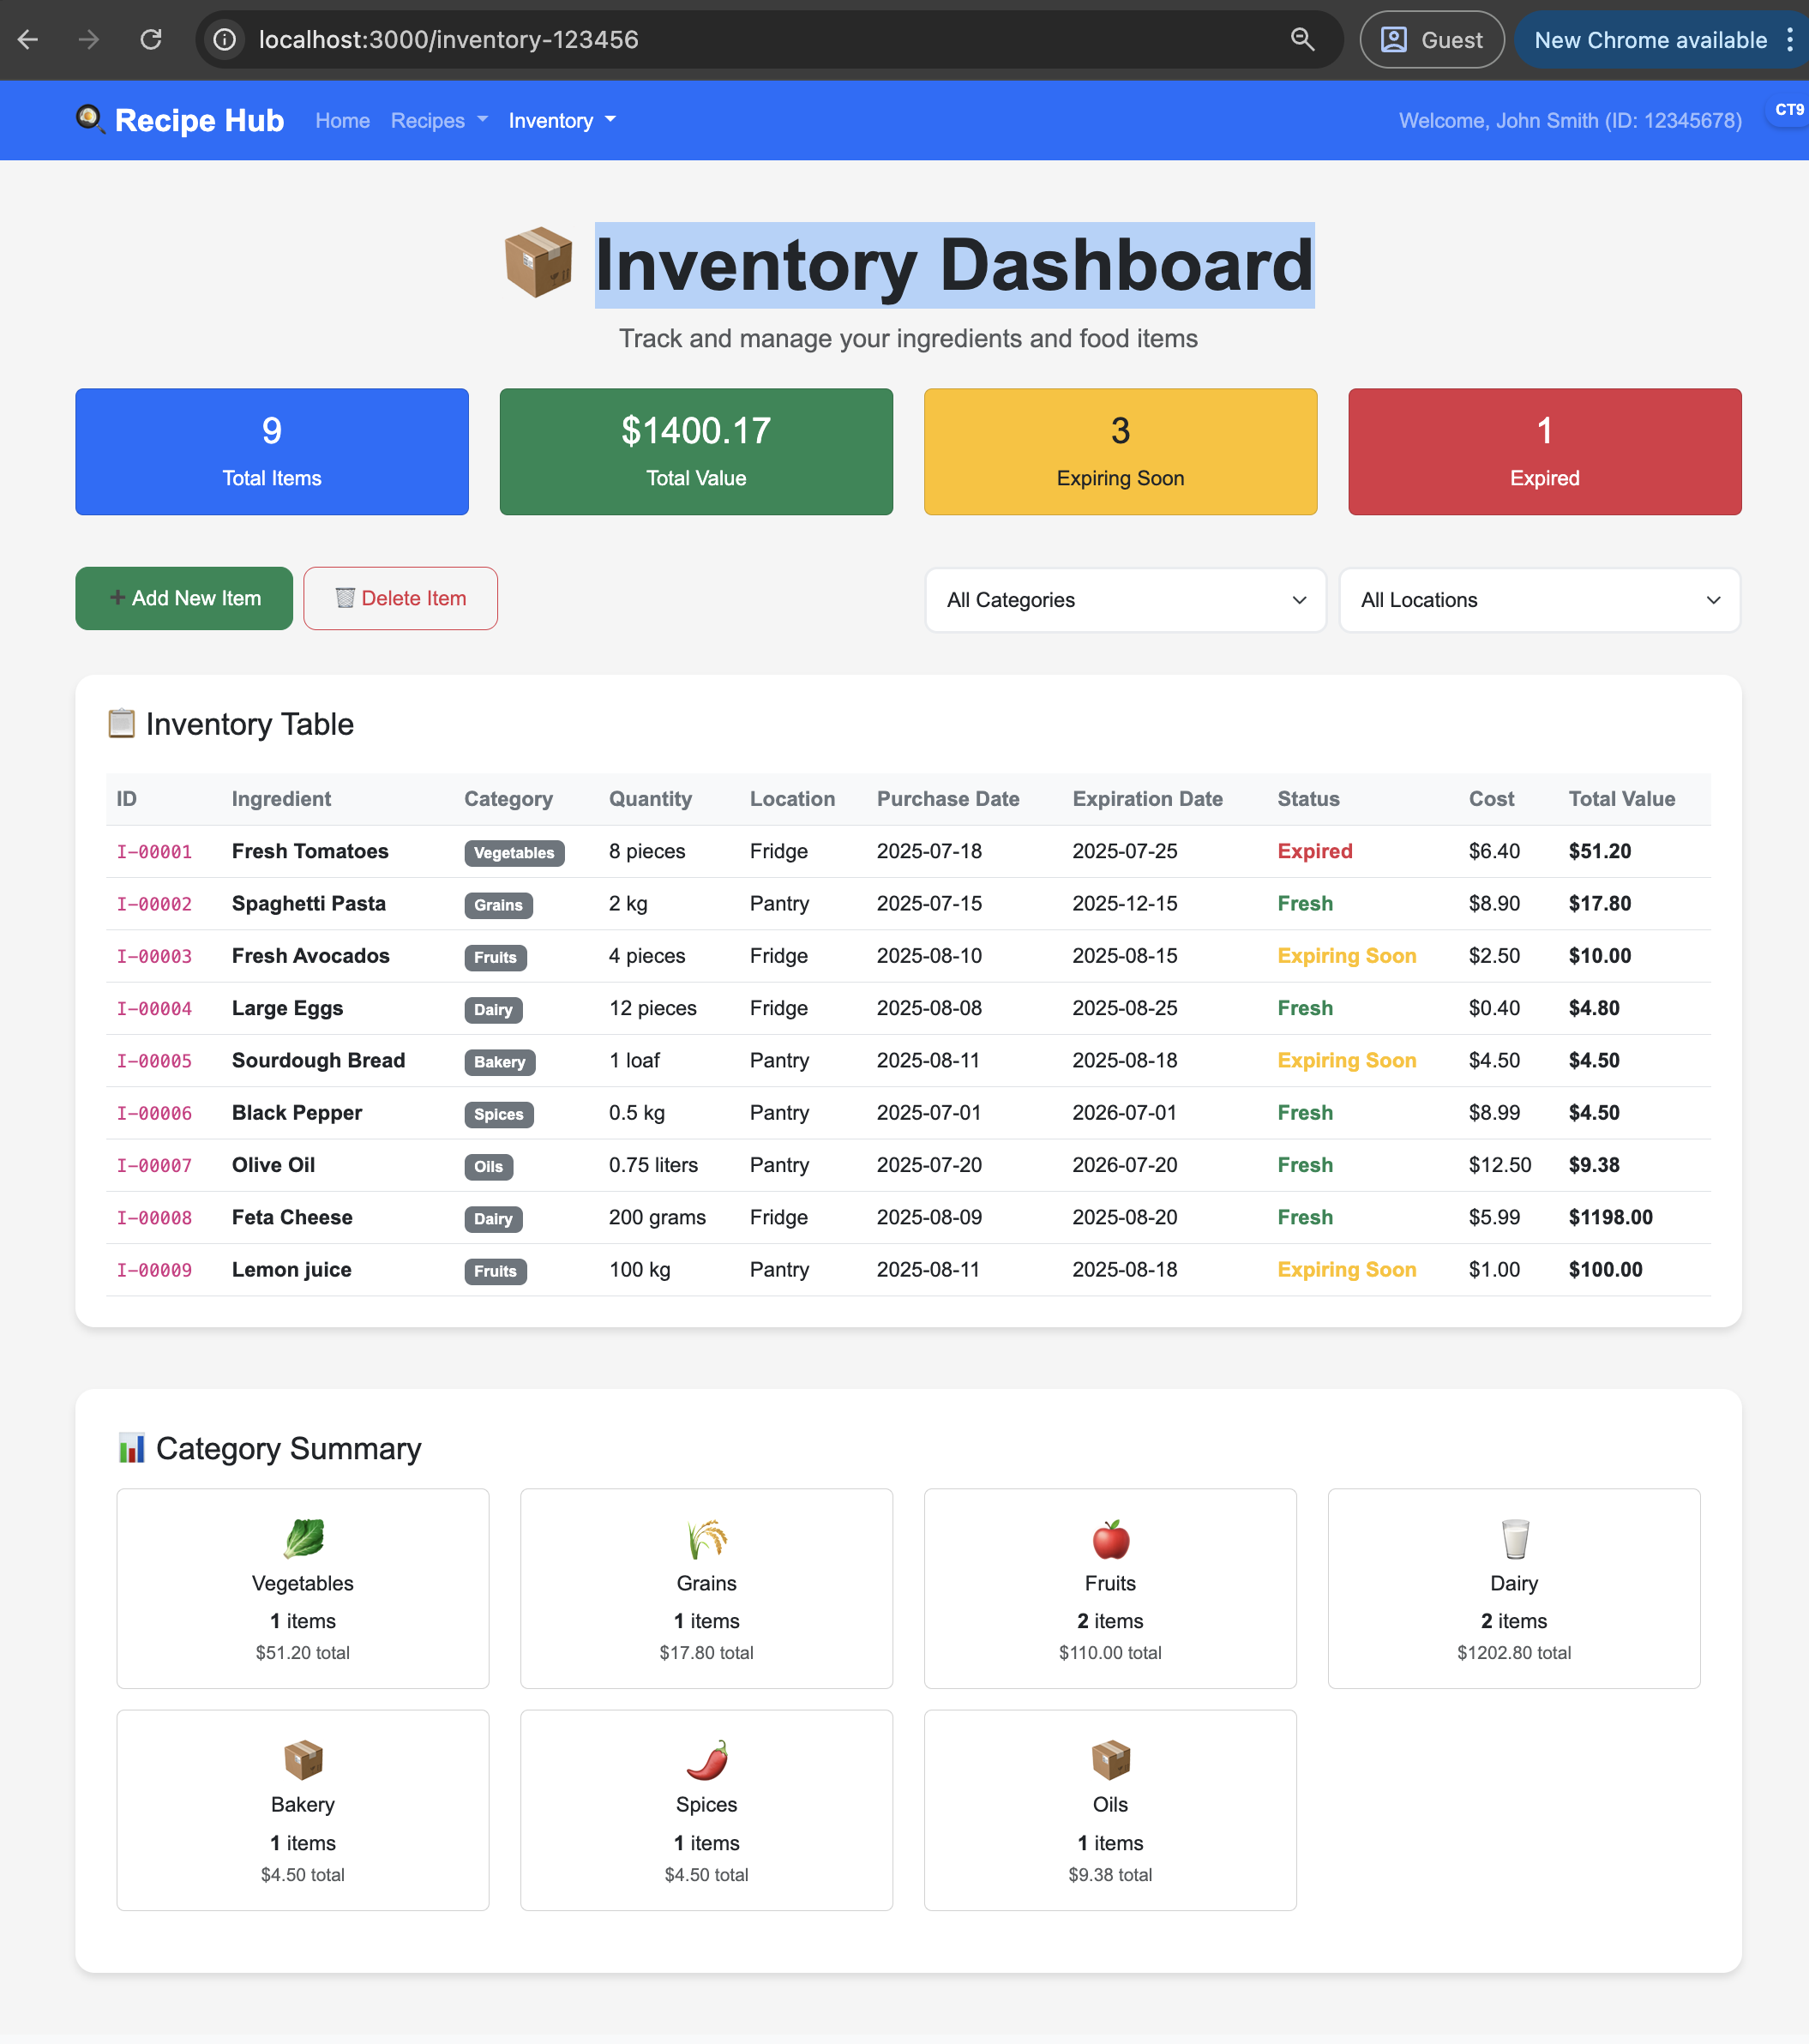 localhost:3000/inventory-123456 Guest New Chrome available
Recipe Hub Home Recipes Inventory Welcome, John Smith (ID: 12345678) CT9
Inventory Dashboard
Track and manage your ingredients and food items
9
Total Items
$1400.17
Total Value
3
Expiring Soon
1
Expired
Add New Item Delete Item All Categories All Locations
Inventory Table
ID Ingredient Category Quantity Location Purchase Date Expiration Date Status Cost Total Value
I-00001 Fresh Tomatoes Vegetables 8 pieces Fridge 2025-07-18 2025-07-25 Expired $6.40 $51.20
I-00002 Spaghetti Pasta Grains 2 kg Pantry 2025-07-15 2025-12-15 Fresh $8.90 $17.80
I-00003 Fresh Avocados Fruits 4 pieces Fridge 2025-08-10 2025-08-15 Expiring Soon $2.50 $10.00
I-00004 Large Eggs Dairy 12 pieces Fridge 2025-08-08 2025-08-25 Fresh $0.40 $4.80
I-00005 Sourdough Bread Bakery 1 loaf Pantry 2025-08-11 2025-08-18 Expiring Soon $4.50 $4.50
I-00006 Black Pepper Spices 0.5 kg Pantry 2025-07-01 2026-07-01 Fresh $8.99 $4.50
I-00007 Olive Oil Oils 0.75 liters Pantry 2025-07-20 2026-07-20 Fresh $12.50 $9.38
I-00008 Feta Cheese Dairy 200 grams Fridge 2025-08-09 2025-08-20 Fresh $5.99 $1198.00
I-00009 Lemon juice Fruits 100 kg Pantry 2025-08-11 2025-08-18 Expiring Soon $1.00 $100.00
Category Summary
Vegetables
1 items
$51.20 total
Grains
1 items
$17.80 total
Fruits
2 items
$110.00 total
Dairy
2 items
$1202.80 total
Bakery
1 items
$4.50 total
Spices
1 items
$4.50 total
Oils
1 items
$9.38 total